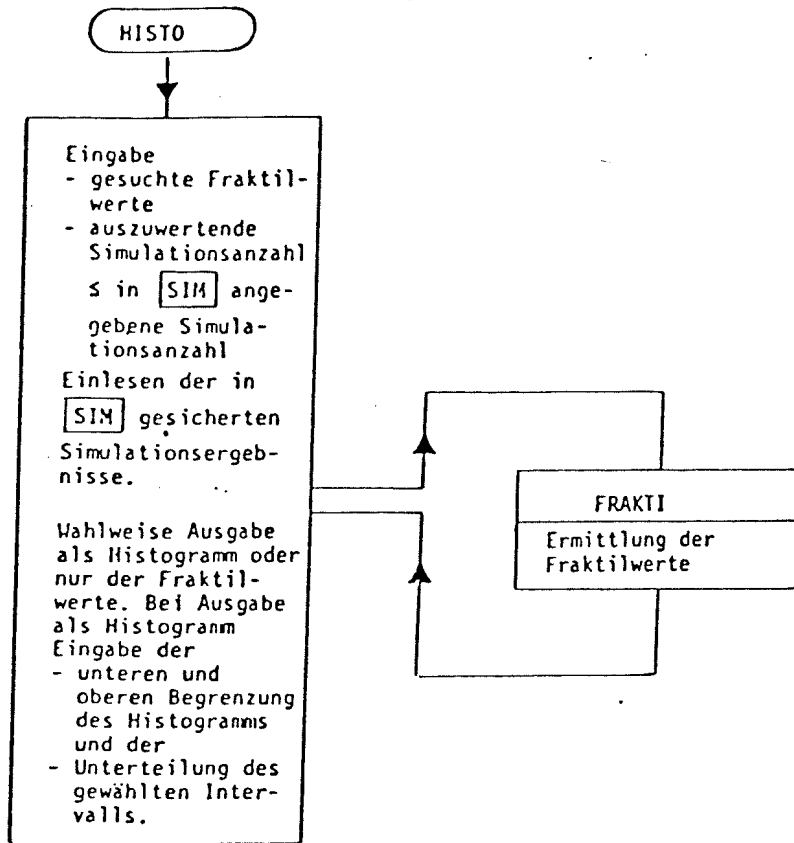 HISTO
Eingabe
- gesuchte Fraktil-
werte
- auszuwertende
Simulationsanzahl
≤ in SIM ange-
gebene Simula-
tionsanzahl
Einlesen der in
SIM gesicherten
Simulationsergeb-
nisse.
Wahlweise Ausgabe
als Histogramm oder
nur der Fraktil-
werte. Bei Ausgabe
als Histogramm
Eingabe der
- unteren und
oberen Begrenzung
des Histogramms
und der
- Unterteilung des
gewählten Inter-
valls.
FRAKTI
Ermittlung der
Fraktilwerte